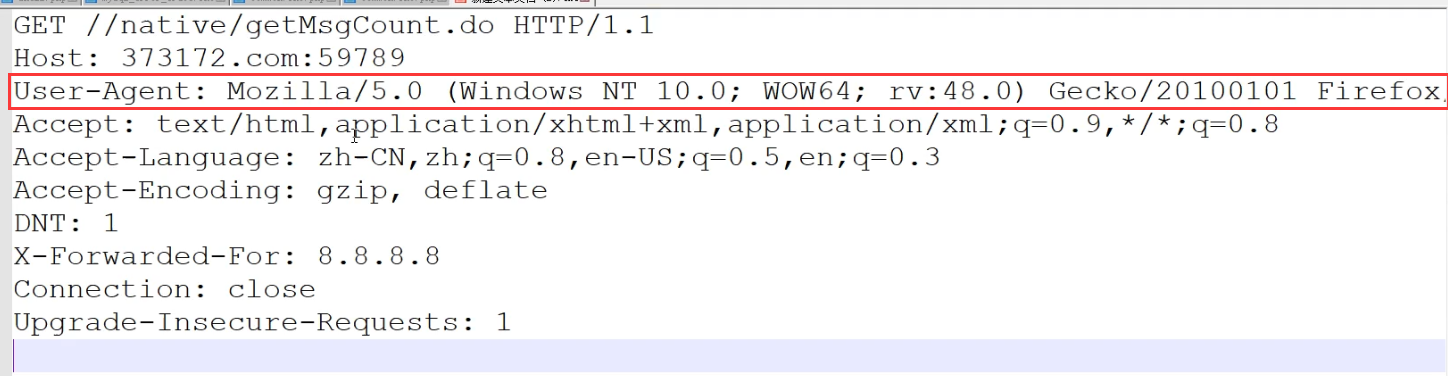 GET //native/getMsgCount.do HTTP/1.1
Host: 373172.com:59789
User-Agent: Mozilla/5.0 (Windows NT 10.0; WOW64; rv:48.0) Gecko/20100101 Firefox
Accept: text/html,application/xhtml+xml,application/xml;q=0.9,*/*;q=0.8
Accept-Language: zh-CN,zh;q=0.8,en-US;q=0.5,en;q=0.3
Accept-Encoding: gzip, deflate
DNT: 1
X-Forwarded-For: 8.8.8.8
Connection: close
Upgrade-Insecure-Requests: 1